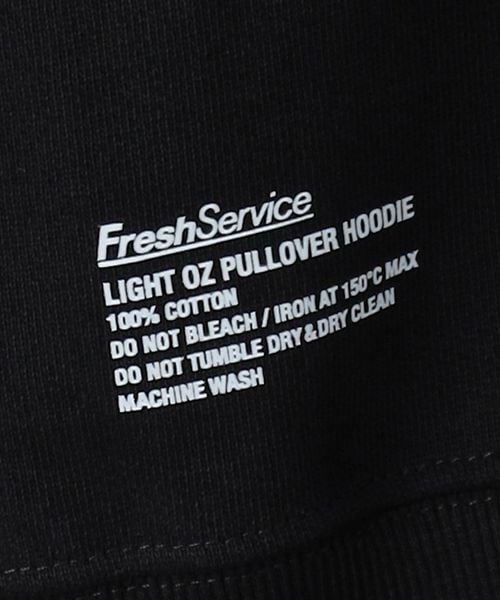 FreshService
LIGHT OZ PULLOVER HOODIE
100% COTTON
DO NOT BLEACH / IRON AT 150°C MAX
DO NOT TUMBLE DRY&DRY CLEAN
MACHINE WASH